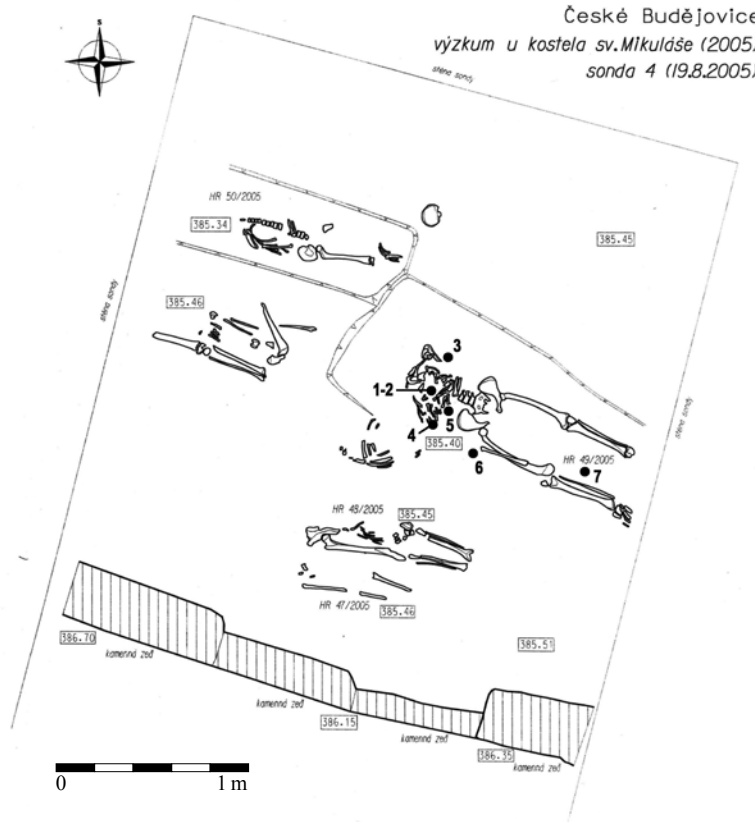 České Budějovice
výzkum u kostela sv.Mikuláše (2005)
sonda 4 (19.8.2005)
s
stěna sondy
HR 50/2005
385.34
385.45
stěna sondy
385.46
3
1-2
5
4
385.40
6
HR 49/2005
7
stěna sondy
HR 48/2005
385.45
HR 47/2005
385.46
385.51
386.70
kamenná zeď
kamenná zeď
386.15
kamenná zeď
386.35
kamenná zeď
0 1 m